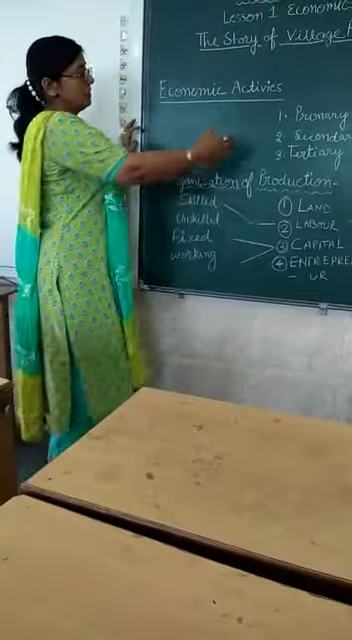 LESSON 1 ECONOMIC
The STORY of VILLAGE
Economic Activies
1. Primary
2. Secondar
3. Tertiary
of Production
Skilled ① LAND
Unskilled ② LABOUR
Fixed ③ CAPITAL
working ④ ENTREPRE
- UR